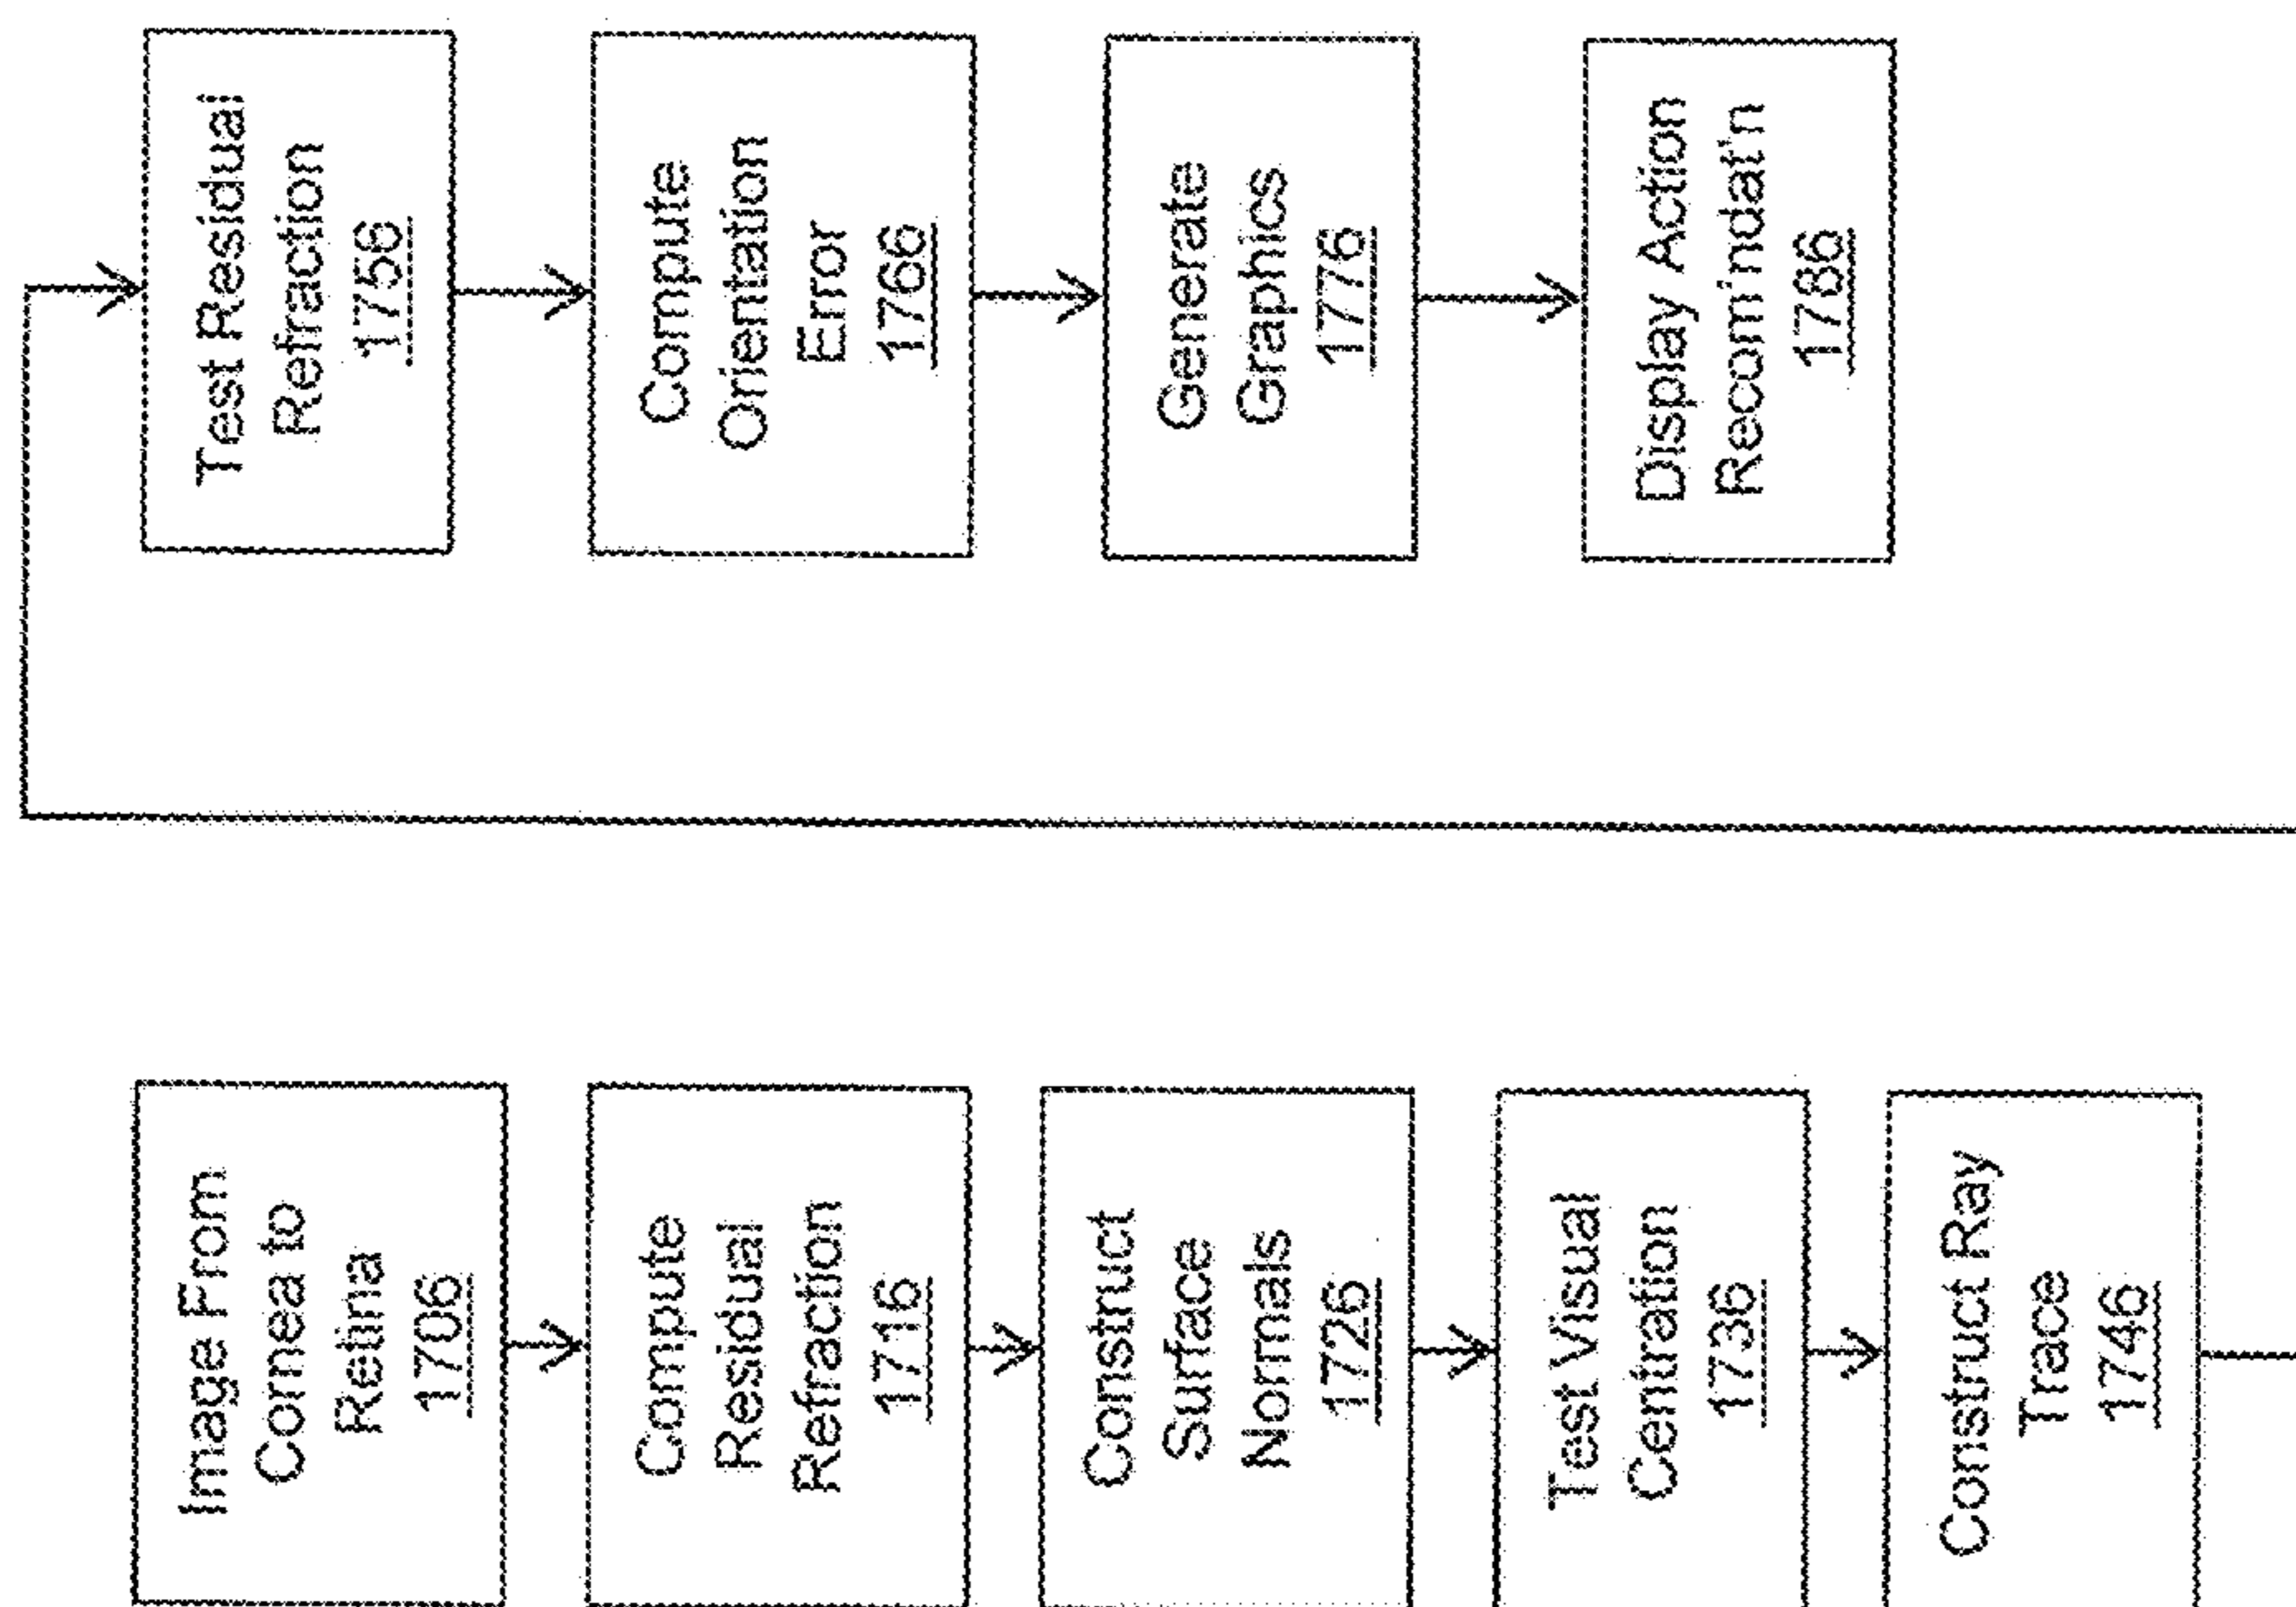 Image From
Cornea to
Retina
1706
Compute
Residual
Refraction
1716
Construct
Surface
Normals
1726
Test Visual
Centration
1736
Construct Ray
Trace
1746
Test Residual
Refraction
1756
Compute
Orientation
Error
1766
Generate
Graphics
1776
Display Action
Recom'mdat'n
1786